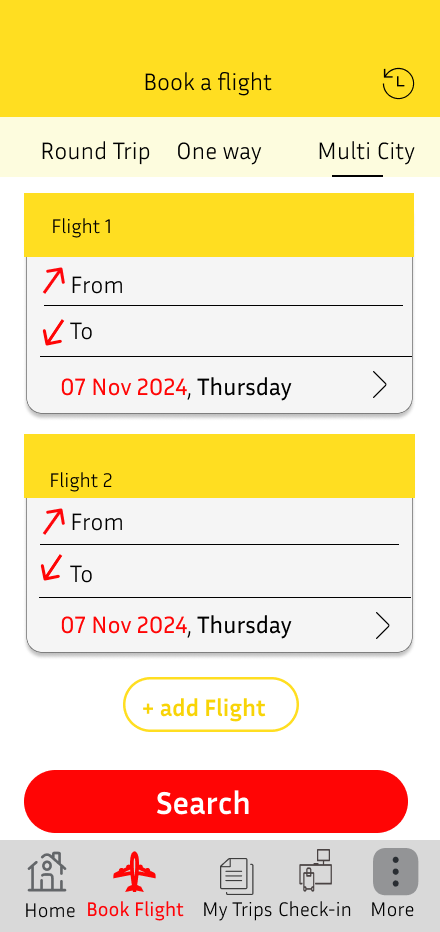 Book a flight
Round Trip One way Multi City
Flight 1
From
To
07 Nov 2024, Thursday
Flight 2
From
To
07 Nov 2024, Thursday
+ add Flight
Search
Home Book Flight My Trips Check-in More